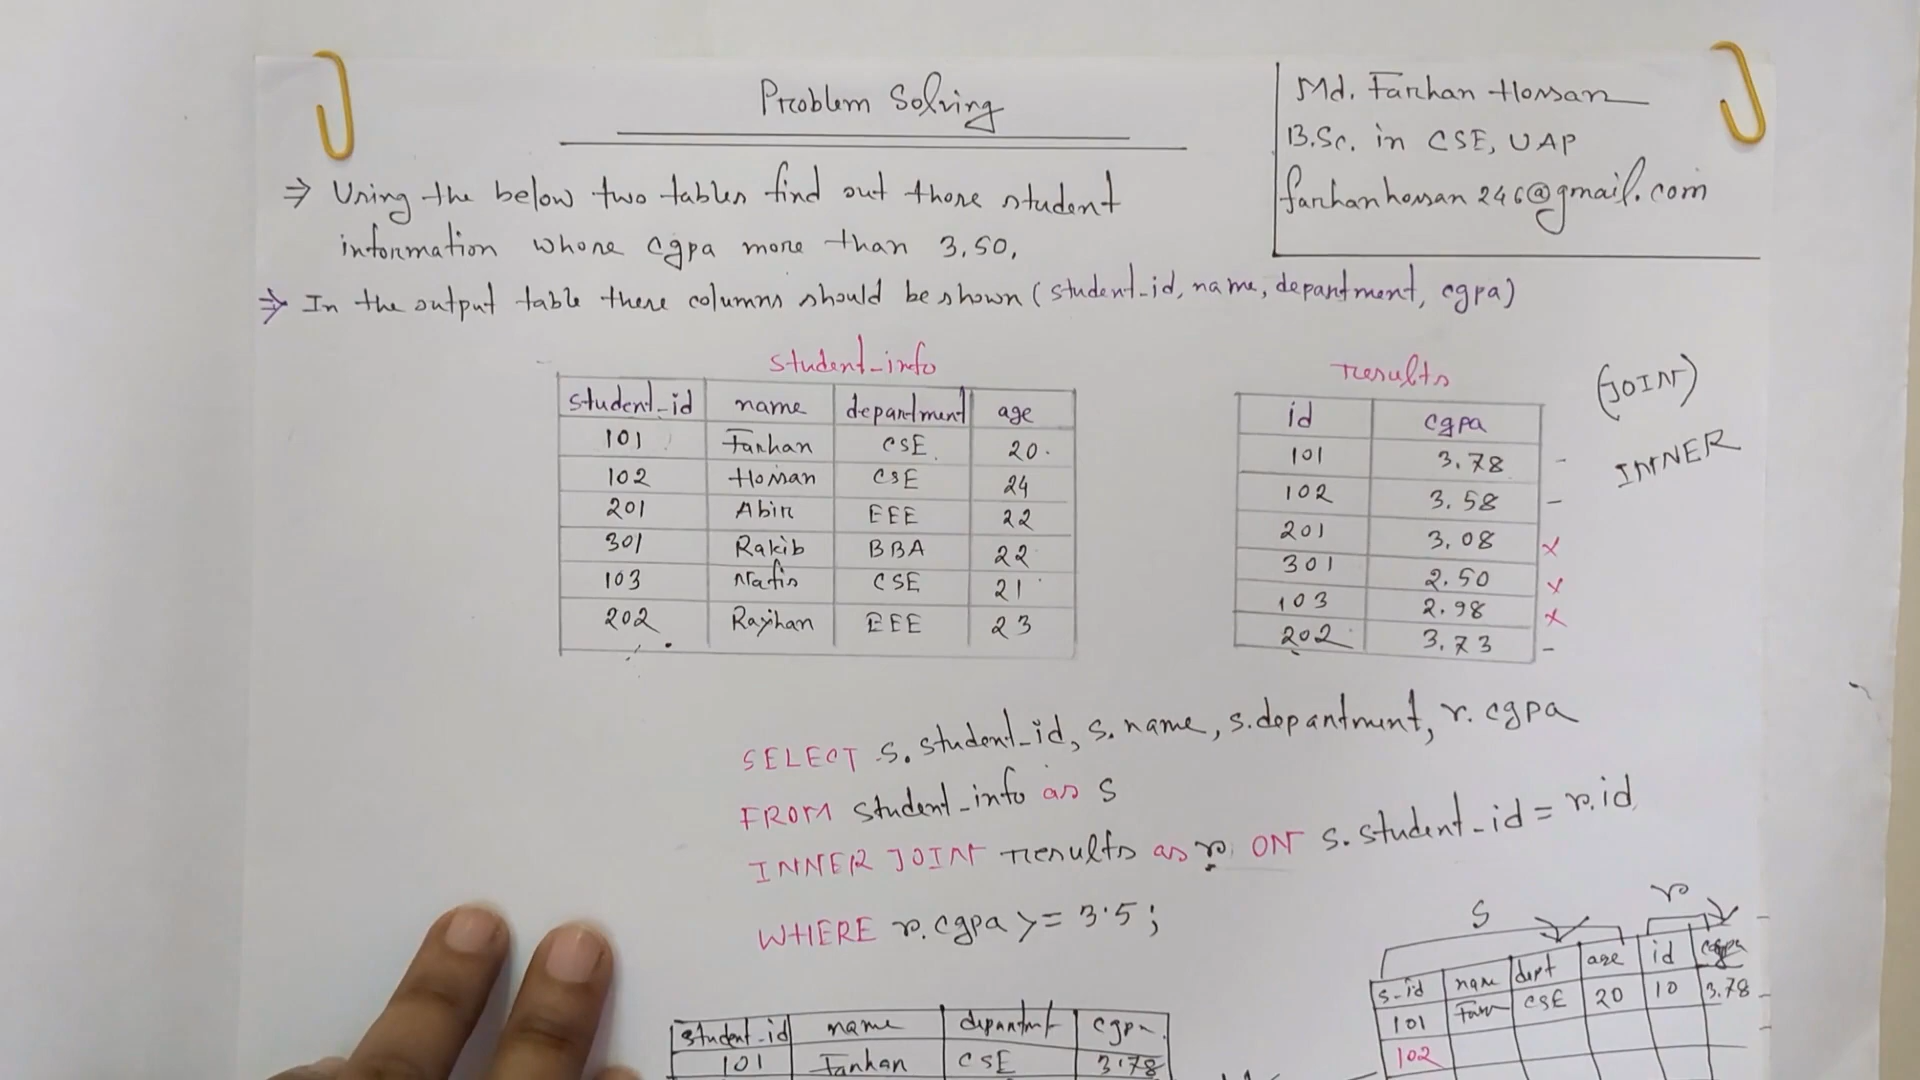 Problem Solving
Md. Farhan Hossan
B.Sc. in CSE, UAP
farhanhossan246@gmail.com
⇒ Using the below two tables find out those student
information whose cgpa more than 3.50.
⇒ In the output table these columns should be shown (student_id, name, department, cgpa)
student_info
student_id name department age
101 Farhan CSE 20
102 Hossan CSE 24
201 Abir EEE 22
301 Rakib BBA 22
103 Nafis CSE 21
202 Rayhan EEE 23
results
id cgpa
101 3.78 -
102 3.58 -
201 3.08 x
301 2.50 x
103 2.98 x
202 3.73 -
(JOIN)
INNER
SELECT s.student_id, s.name, s.department, r.cgpa
FROM student_info as s
INNER JOIN results as r ON s.student_id = r.id
WHERE r.cgpa >= 3.5;
student_id name department cgpa
101 Farhan CSE 3.78
s r
s-id name dept age id cgpa
101 Farr CSE 20 10 3.78
102